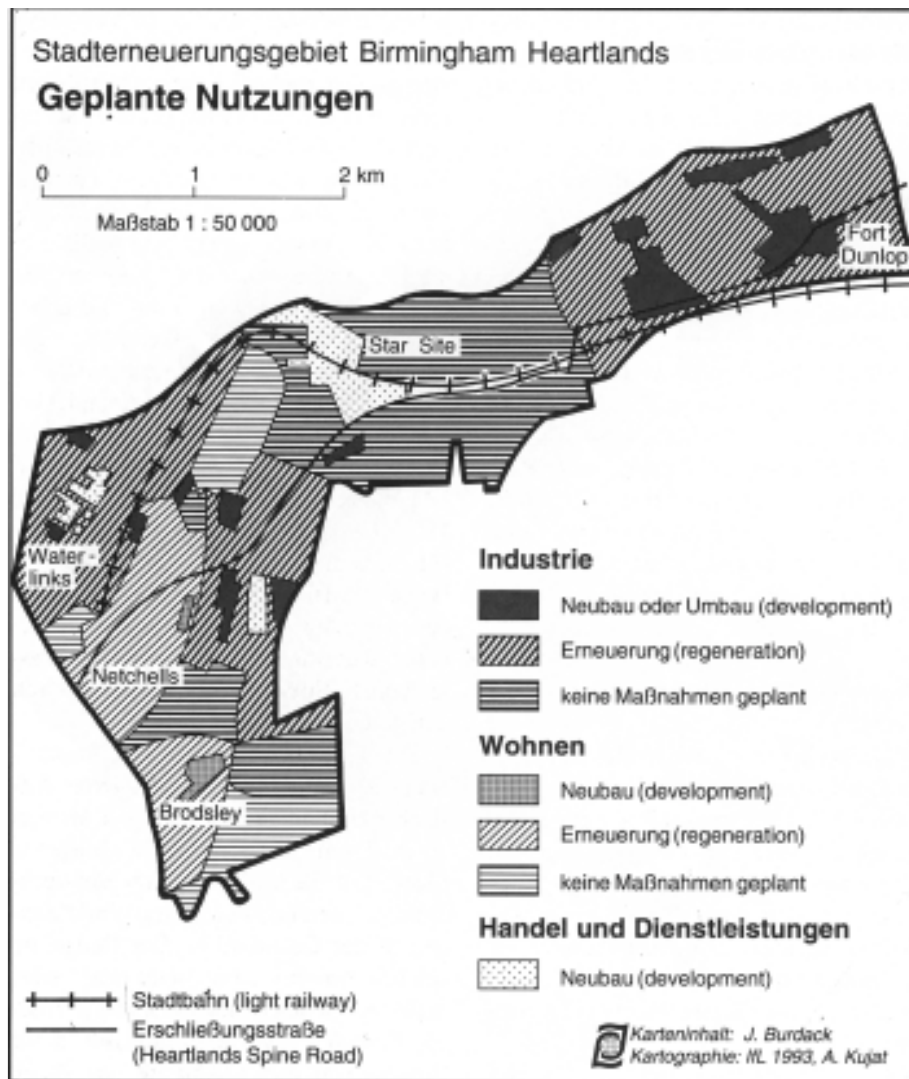 Stadterneuerungsgebiet Birmingham Heartlands
Geplante Nutzungen
0 1 2 km
Maßstab 1 : 50 000
Fort
Dunlop
Star Site
Water-
links
Netchells
Brodsley
Industrie
Neubau oder Umbau (development)
Erneuerung (regeneration)
keine Maßnahmen geplant
Wohnen
Neubau (development)
Erneuerung (regeneration)
keine Maßnahmen geplant
Handel und Dienstleistungen
Neubau (development)
Stadtbahn (light railway)
Erschließungsstraße
(Heartlands Spine Road)
Karteninhalt: J. Burdack
Kartographie: IfL 1993, A. Kujat